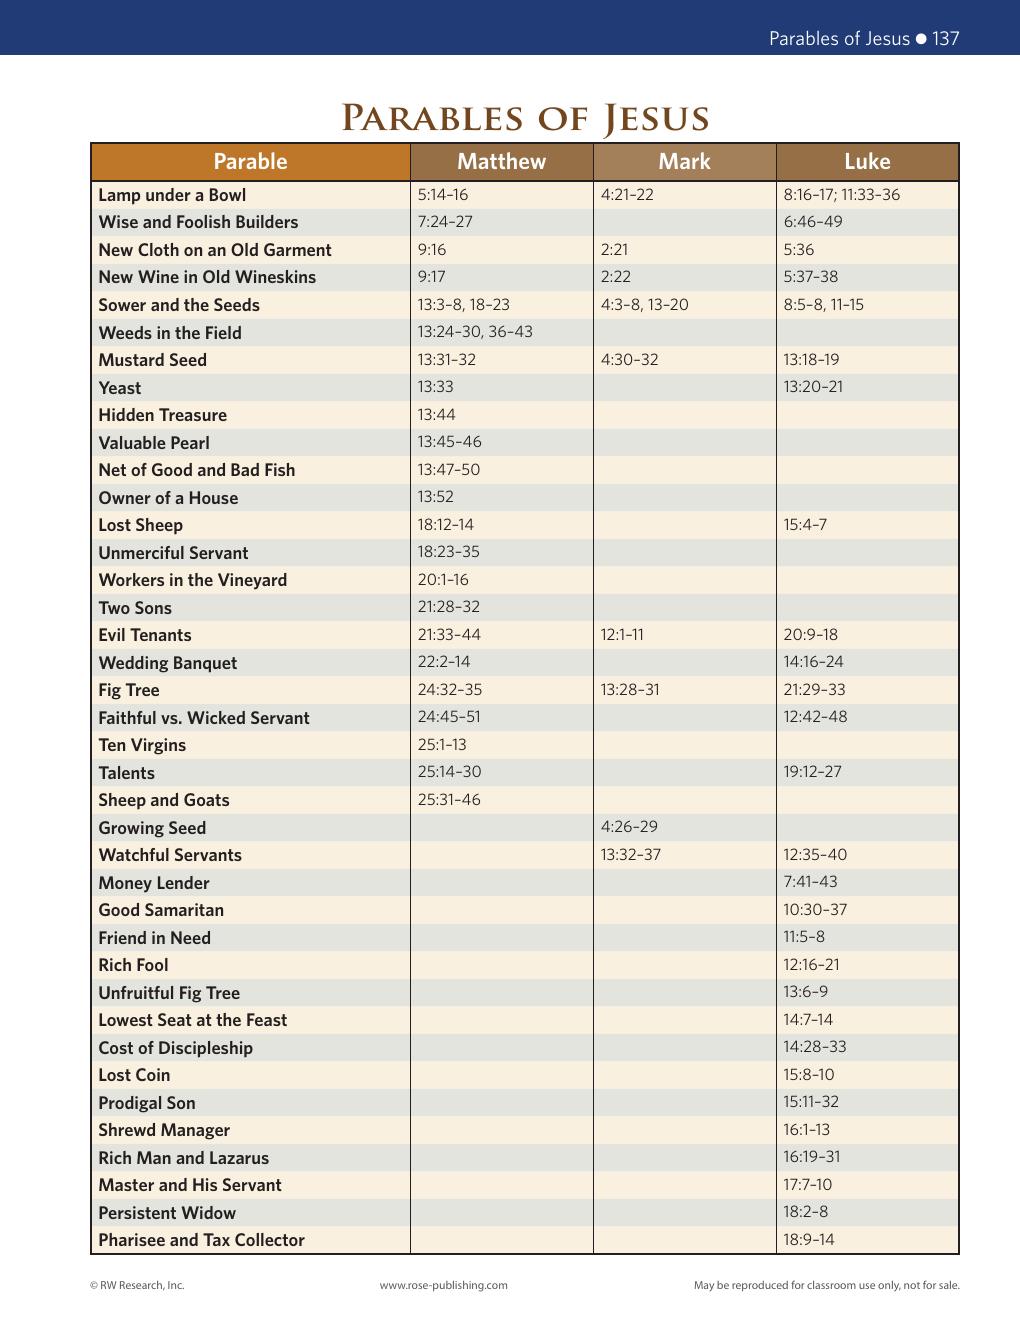 Parables of Jesus ● 137
Parables of Jesus
Parable Matthew Mark Luke
Lamp under a Bowl 5:14–16 4:21–22 8:16–17; 11:33–36
Wise and Foolish Builders 7:24–27 6:46–49
New Cloth on an Old Garment 9:16 2:21 5:36
New Wine in Old Wineskins 9:17 2:22 5:37–38
Sower and the Seeds 13:3–8, 18–23 4:3–8, 13–20 8:5–8, 11–15
Weeds in the Field 13:24–30, 36–43
Mustard Seed 13:31–32 4:30–32 13:18–19
Yeast 13:33 13:20–21
Hidden Treasure 13:44
Valuable Pearl 13:45–46
Net of Good and Bad Fish 13:47–50
Owner of a House 13:52
Lost Sheep 18:12–14 15:4–7
Unmerciful Servant 18:23–35
Workers in the Vineyard 20:1–16
Two Sons 21:28–32
Evil Tenants 21:33–44 12:1–11 20:9–18
Wedding Banquet 22:2–14 14:16–24
Fig Tree 24:32–35 13:28–31 21:29–33
Faithful vs. Wicked Servant 24:45–51 12:42–48
Ten Virgins 25:1–13
Talents 25:14–30 19:12–27
Sheep and Goats 25:31–46
Growing Seed 4:26–29
Watchful Servants 13:32–37 12:35–40
Money Lender 7:41–43
Good Samaritan 10:30–37
Friend in Need 11:5–8
Rich Fool 12:16–21
Unfruitful Fig Tree 13:6–9
Lowest Seat at the Feast 14:7–14
Cost of Discipleship 14:28–33
Lost Coin 15:8–10
Prodigal Son 15:11–32
Shrewd Manager 16:1–13
Rich Man and Lazarus 16:19–31
Master and His Servant 17:7–10
Persistent Widow 18:2–8
Pharisee and Tax Collector 18:9–14
© RW Research, Inc. www.rose-publishing.com May be reproduced for classroom use only, not for sale.